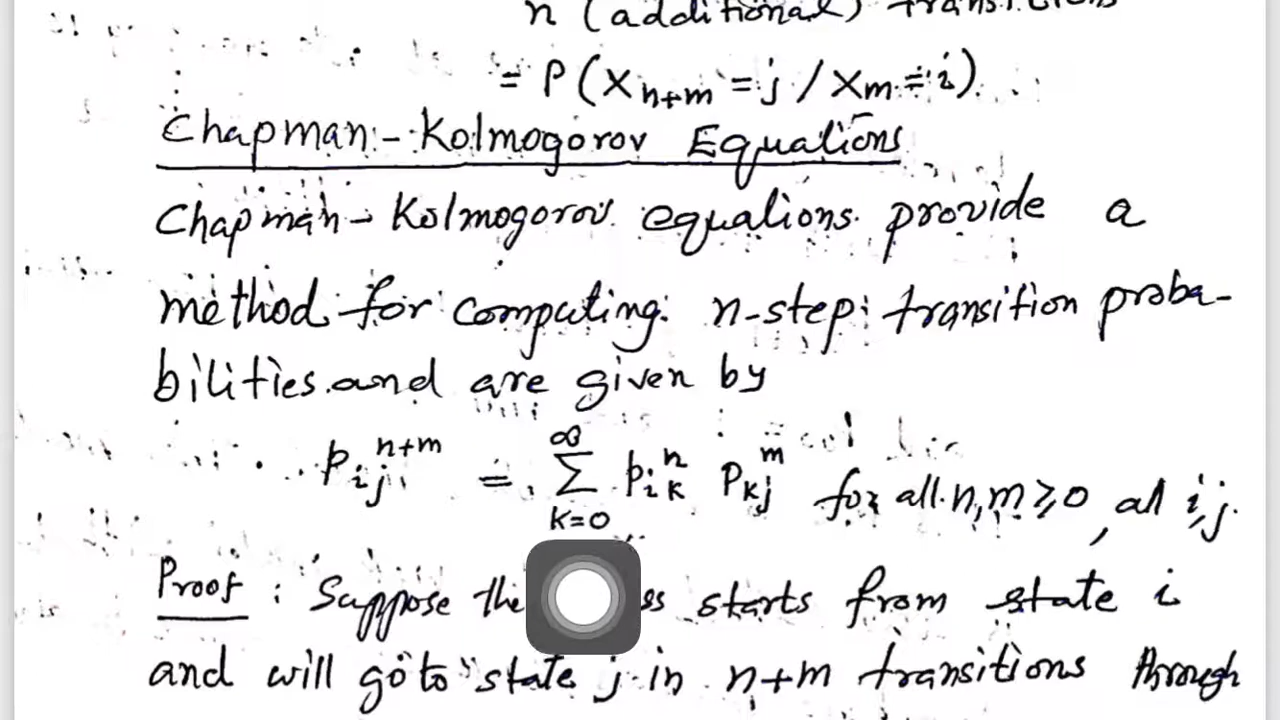 n (additional) transitions
= P(X_{n+m} = j / X_m = i)
Chapman-Kolmogorov Equations
Chapman-Kolmogorov equations provide a
method for computing n-step transition proba-
bilities and are given by
p_{ij}^{n+m} = ∑_{k=0}^{∞} p_{ik}^{n} p_{kj}^{m} for all n, m ≥ 0, all i, j.
Proof : Suppose the starts from state i
and will go to state j in n+m transitions through